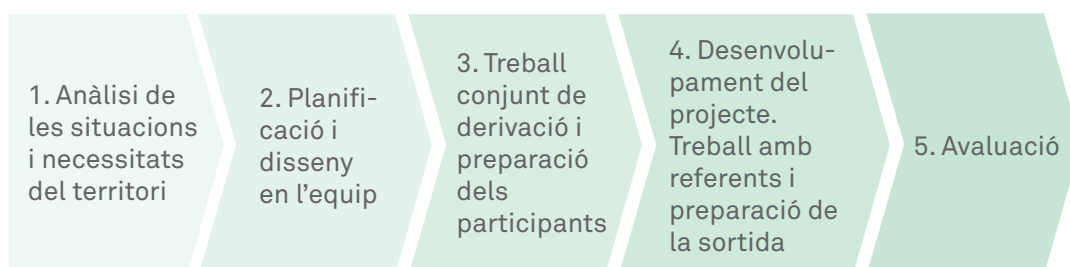 1. Anàlisi de
les situacions
i necessitats
del territori
2. Planifi-
cació i
disseny
en l'equip
3. Treball
conjunt de
derivació i
preparació
dels
participants
4. Desenvolu-
pament del
projecte.
Treball amb
referents i
preparació de
la sortida
5. Avaluació